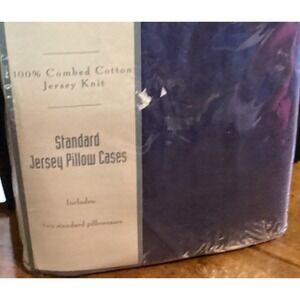 100% Combed Cotton
Jersey Knit
Standard
Jersey Pillow Cases
Includes
two standard pillowcases